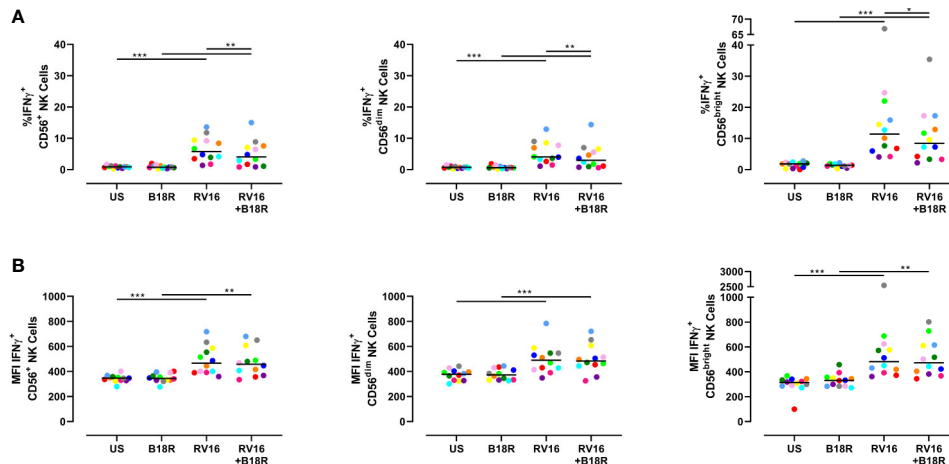 A
%IFNγ+
CD56+ NK Cells
40
30
20
10
0
***
**
US
B18R
RV16
RV16
+B18R
%IFNγ+
CD56dim NK Cells
40
30
20
10
0
***
**
US
B18R
RV16
RV16
+B18R
%IFNγ+
CD56bright NK Cells
70
65
40
30
20
10
0
***
*
US
B18R
RV16
RV16
+B18R
B
MFI IFNγ+
CD56+ NK Cells
1000
800
600
400
200
0
***
**
US
B18R
RV16
RV16
+B18R
MFI IFNγ+
CD56dim NK Cells
1000
800
600
400
200
0
***
US
B18R
RV16
RV16
+B18R
MFI IFNγ+
CD56bright NK Cells
3000
2500
1000
800
600
400
200
0
***
**
US
B18R
RV16
RV16
+B18R